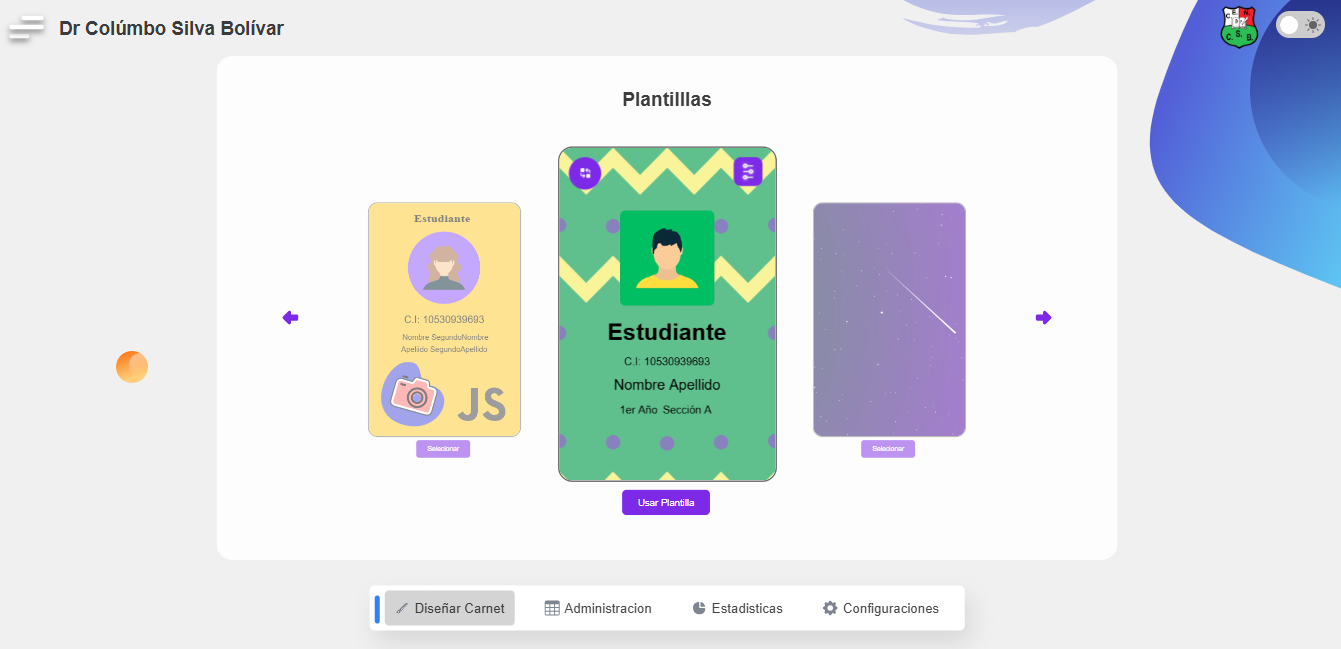 Dr Colúmbo Silva Bolívar
C. E. N.
Dr
C. S. B.
Plantilllas
Estudiante
C.I: 10530939693
Nombre SegundoNombre
Apellido SegundoApellido
JS
Selecionar
Estudiante
C.I: 10530939693
Nombre Apellido
1er Año Sección A
Usar Plantilla
Selecionar
Diseñar Carnet
Administracion
Estadisticas
Configuraciones